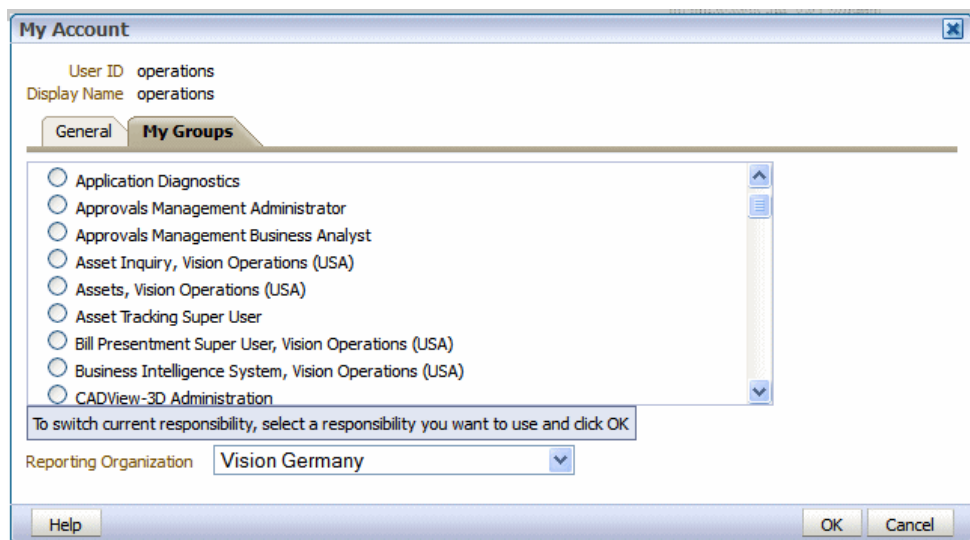 My Account
User ID operations
Display Name operations
General My Groups
Application Diagnostics
Approvals Management Administrator
Approvals Management Business Analyst
Asset Inquiry, Vision Operations (USA)
Assets, Vision Operations (USA)
Asset Tracking Super User
Bill Presentment Super User, Vision Operations (USA)
Business Intelligence System, Vision Operations (USA)
CADView-3D Administration
To switch current responsibility, select a responsibility you want to use and click OK
Reporting Organization Vision Germany
Help OK Cancel